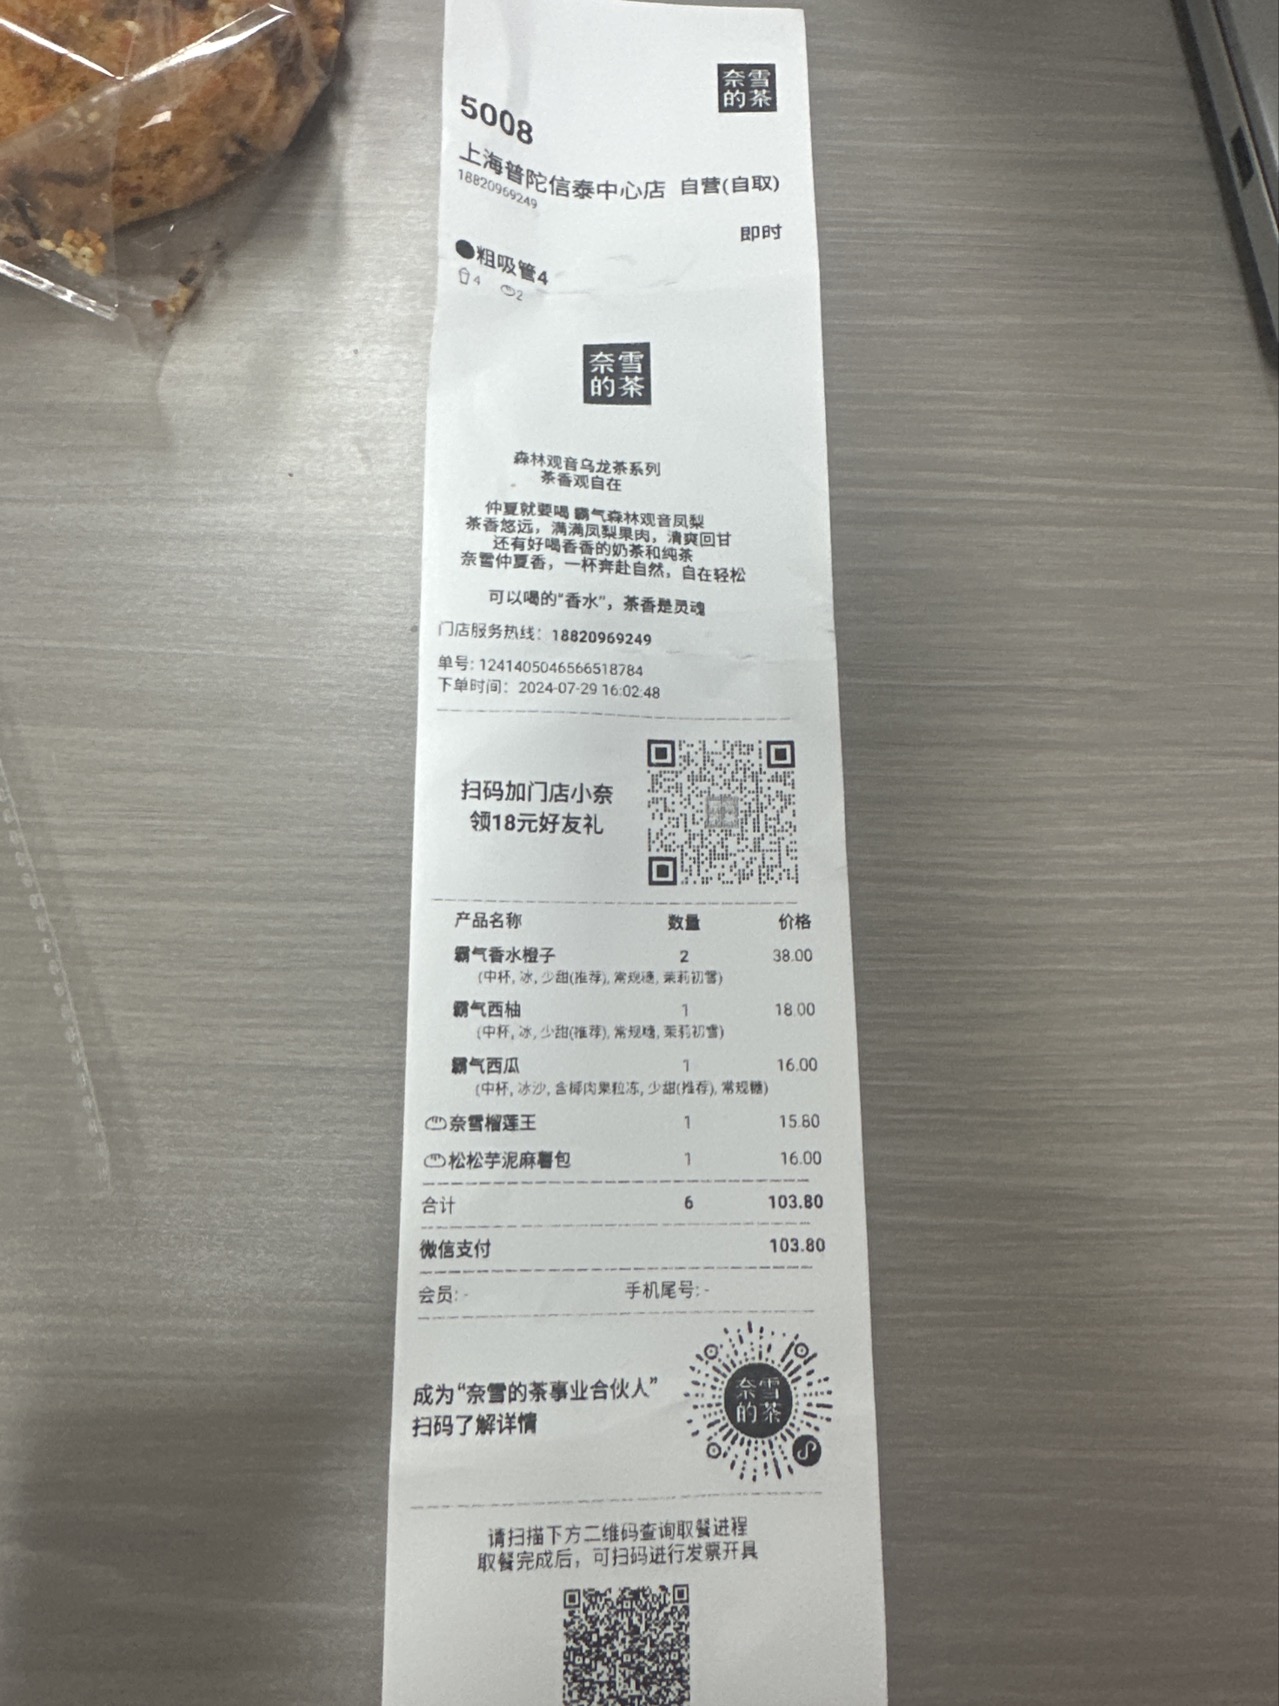 奈雪
的茶
5008
上海普陀信泰中心店 自营(自取)
18820969249
即时
●粗吸管4
4 2
奈雪
的茶
森林观音乌龙茶系列
茶香观自在
仲夏就要喝 霸气森林观音凤梨
茶香悠远，满满凤梨果肉，清爽回甘
还有好喝香香的奶茶和纯茶
奈雪仲夏香，一杯奔赴自然，自在轻松
可以喝的“香水”，茶香是灵魂
门店服务热线：18820969249
单号: 1241405046566518784
下单时间：2024-07-29 16:02:48
扫码加门店小奈
领18元好友礼
产品名称 数量 价格
霸气香水橙子 2 38.00
(中杯, 冰, 少甜(推荐), 常规糖, 茉莉初雪)
霸气西柚 1 18.00
(中杯, 冰, 少甜(推荐), 常规糖, 茉莉初雪)
霸气西瓜 1 16.00
(中杯, 冰沙, 含椰肉果粒冻, 少甜(推荐), 常规糖)
奈雪榴莲王 1 15.80
松松芋泥麻薯包 1 16.00
合计 6 103.80
微信支付 103.80
会员: - 手机尾号: -
成为“奈雪的茶事业合伙人”
扫码了解详情
奈雪
的茶
请扫描下方二维码查询取餐进程
取餐完成后，可扫码进行发票开具